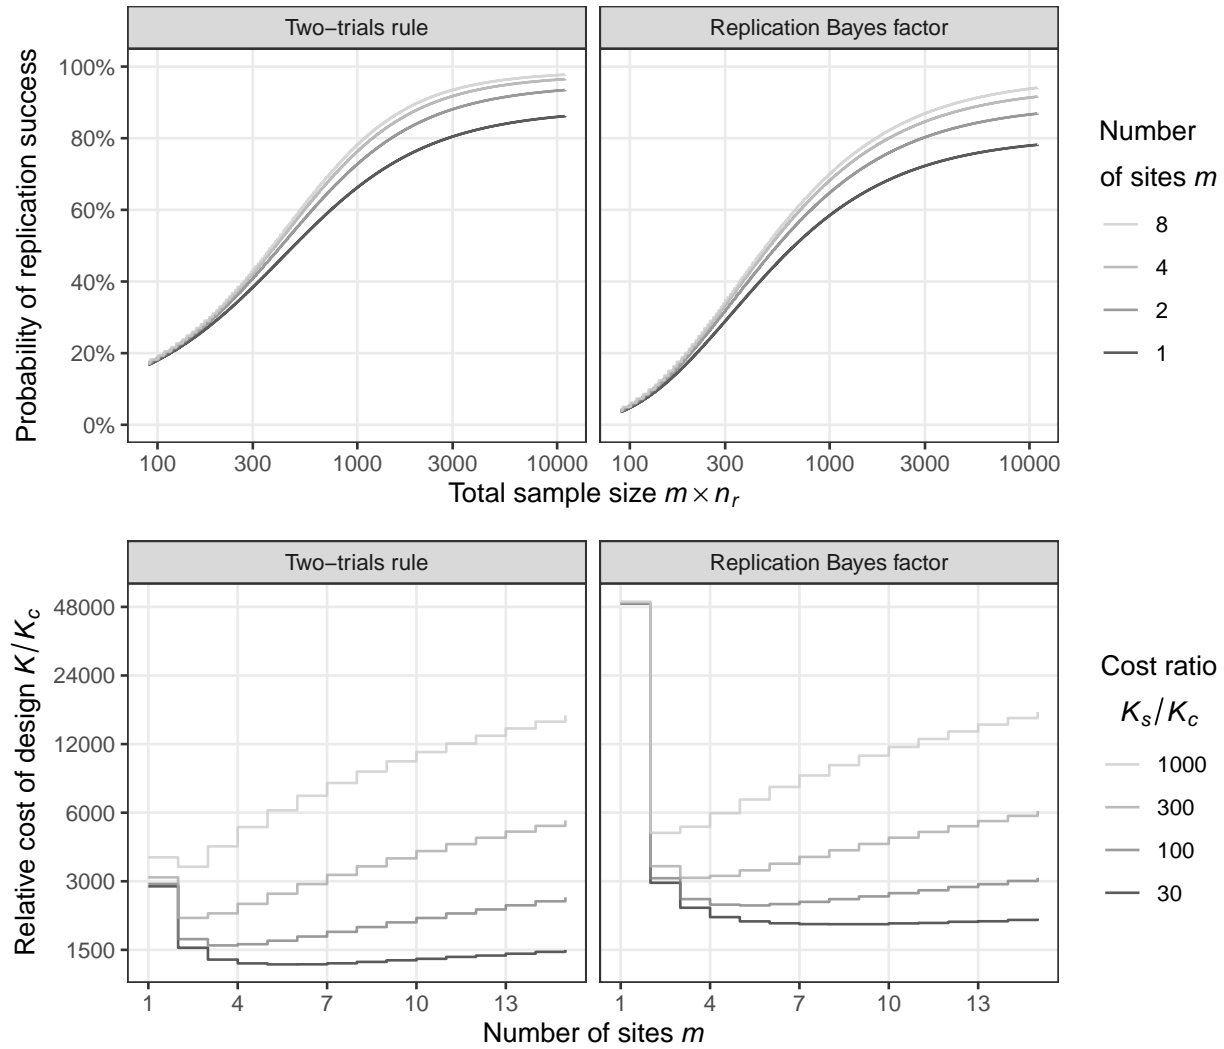 Two−trials rule
Replication Bayes factor
Probability of replication success
100%
80%
60%
40%
20%
0%
100 300 1000 3000 10000
100 300 1000 3000 10000
Total sample size m × n_r
Number
of sites m
8
4
2
1
Two−trials rule
Replication Bayes factor
Relative cost of design K/K_c
48000
24000
12000
6000
3000
1500
1 4 7 10 13
1 4 7 10 13
Number of sites m
Cost ratio
K_s/K_c
1000
300
100
30